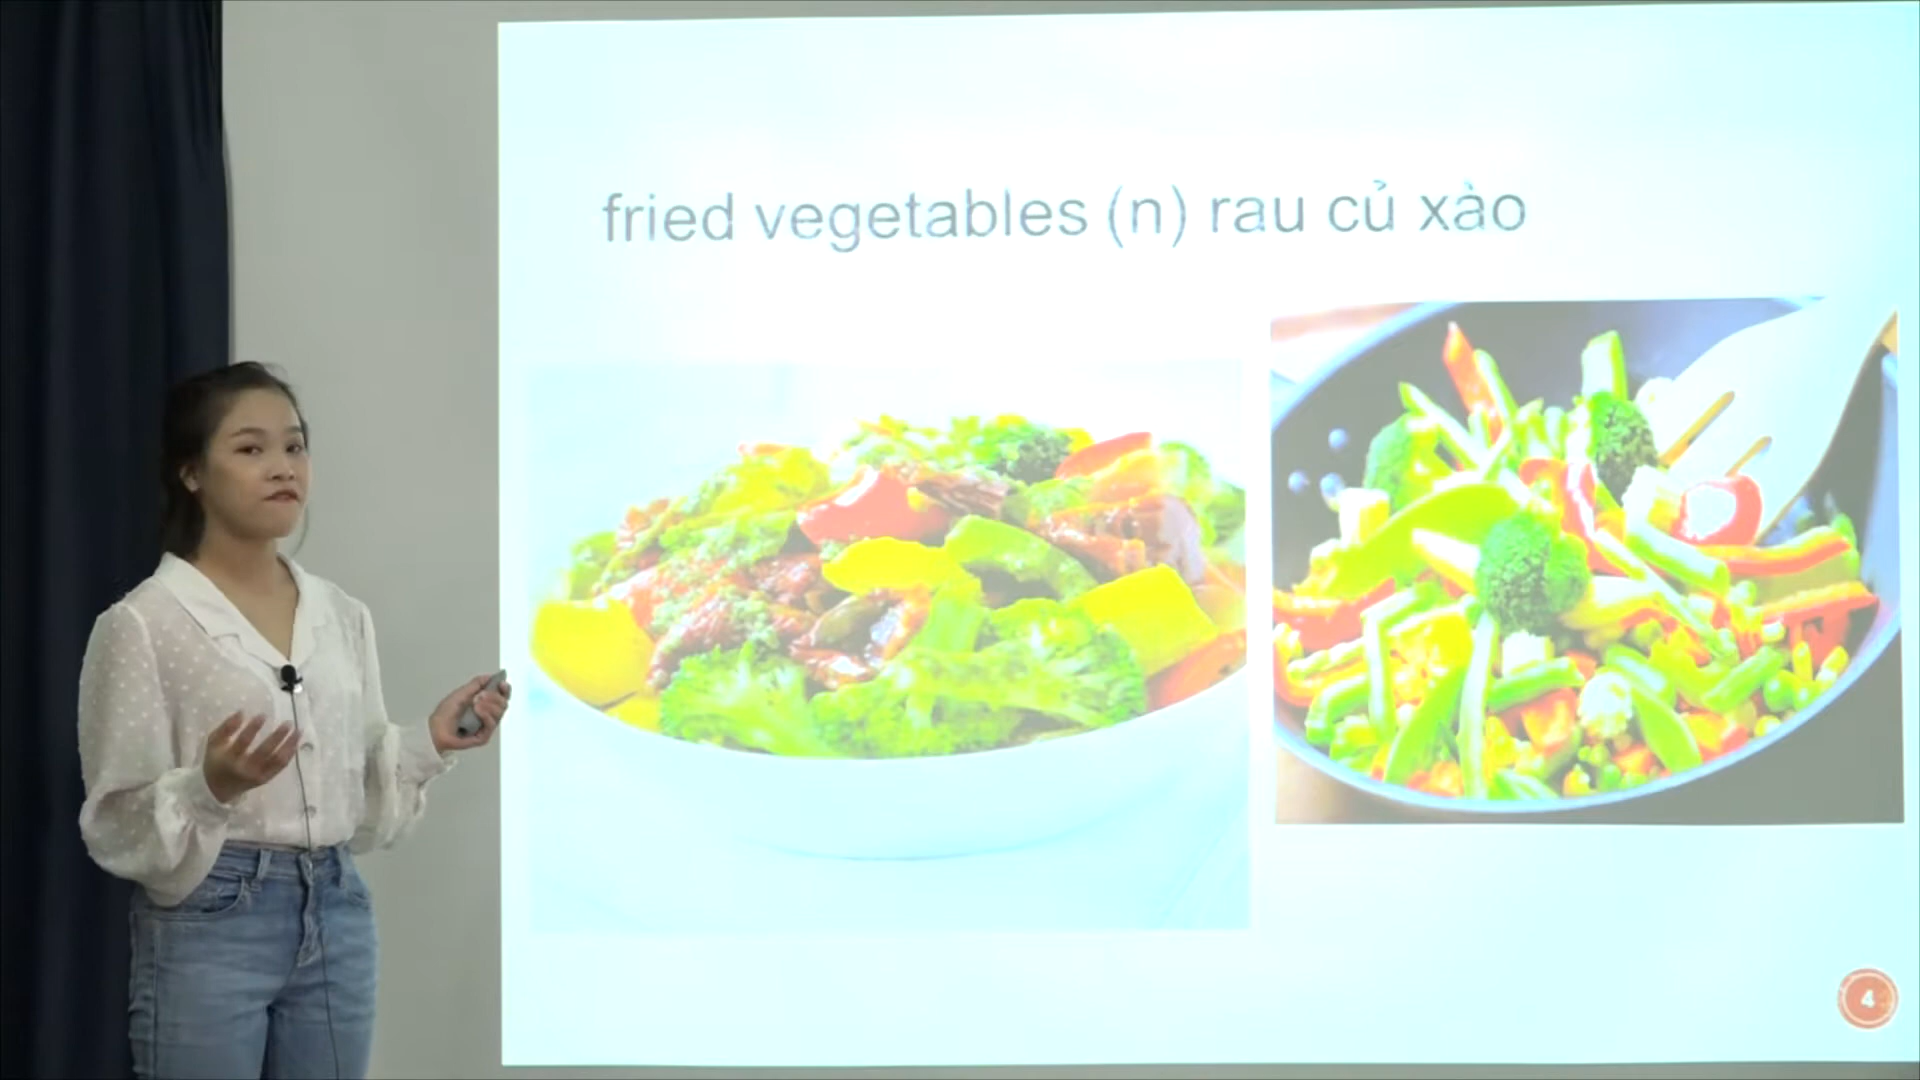 fried vegetables (n) rau củ xào
4